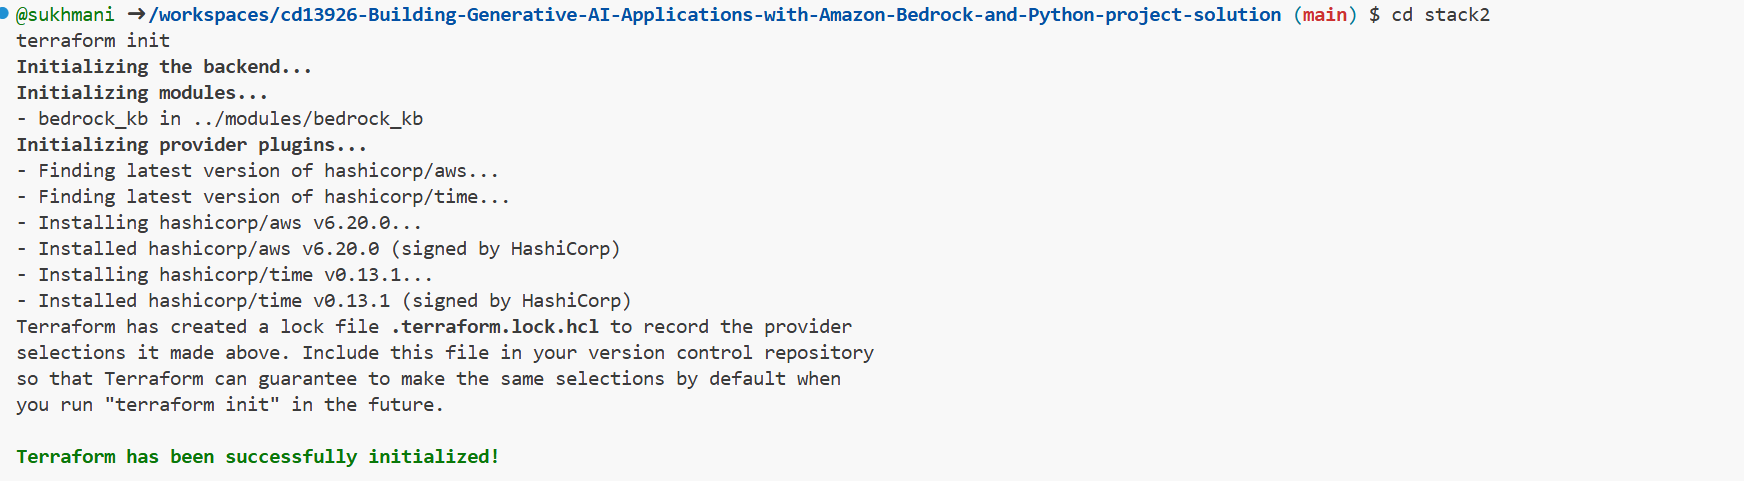 @sukhmani →/workspaces/cd13926-Building-Generative-AI-Applications-with-Amazon-Bedrock-and-Python-project-solution (main) $ cd stack2
terraform init
Initializing the backend...
Initializing modules...
- bedrock_kb in ../modules/bedrock_kb
Initializing provider plugins...
- Finding latest version of hashicorp/aws...
- Finding latest version of hashicorp/time...
- Installing hashicorp/aws v6.20.0...
- Installed hashicorp/aws v6.20.0 (signed by HashiCorp)
- Installing hashicorp/time v0.13.1...
- Installed hashicorp/time v0.13.1 (signed by HashiCorp)
Terraform has created a lock file .terraform.lock.hcl to record the provider
selections it made above. Include this file in your version control repository
so that Terraform can guarantee to make the same selections by default when
you run "terraform init" in the future.
Terraform has been successfully initialized!